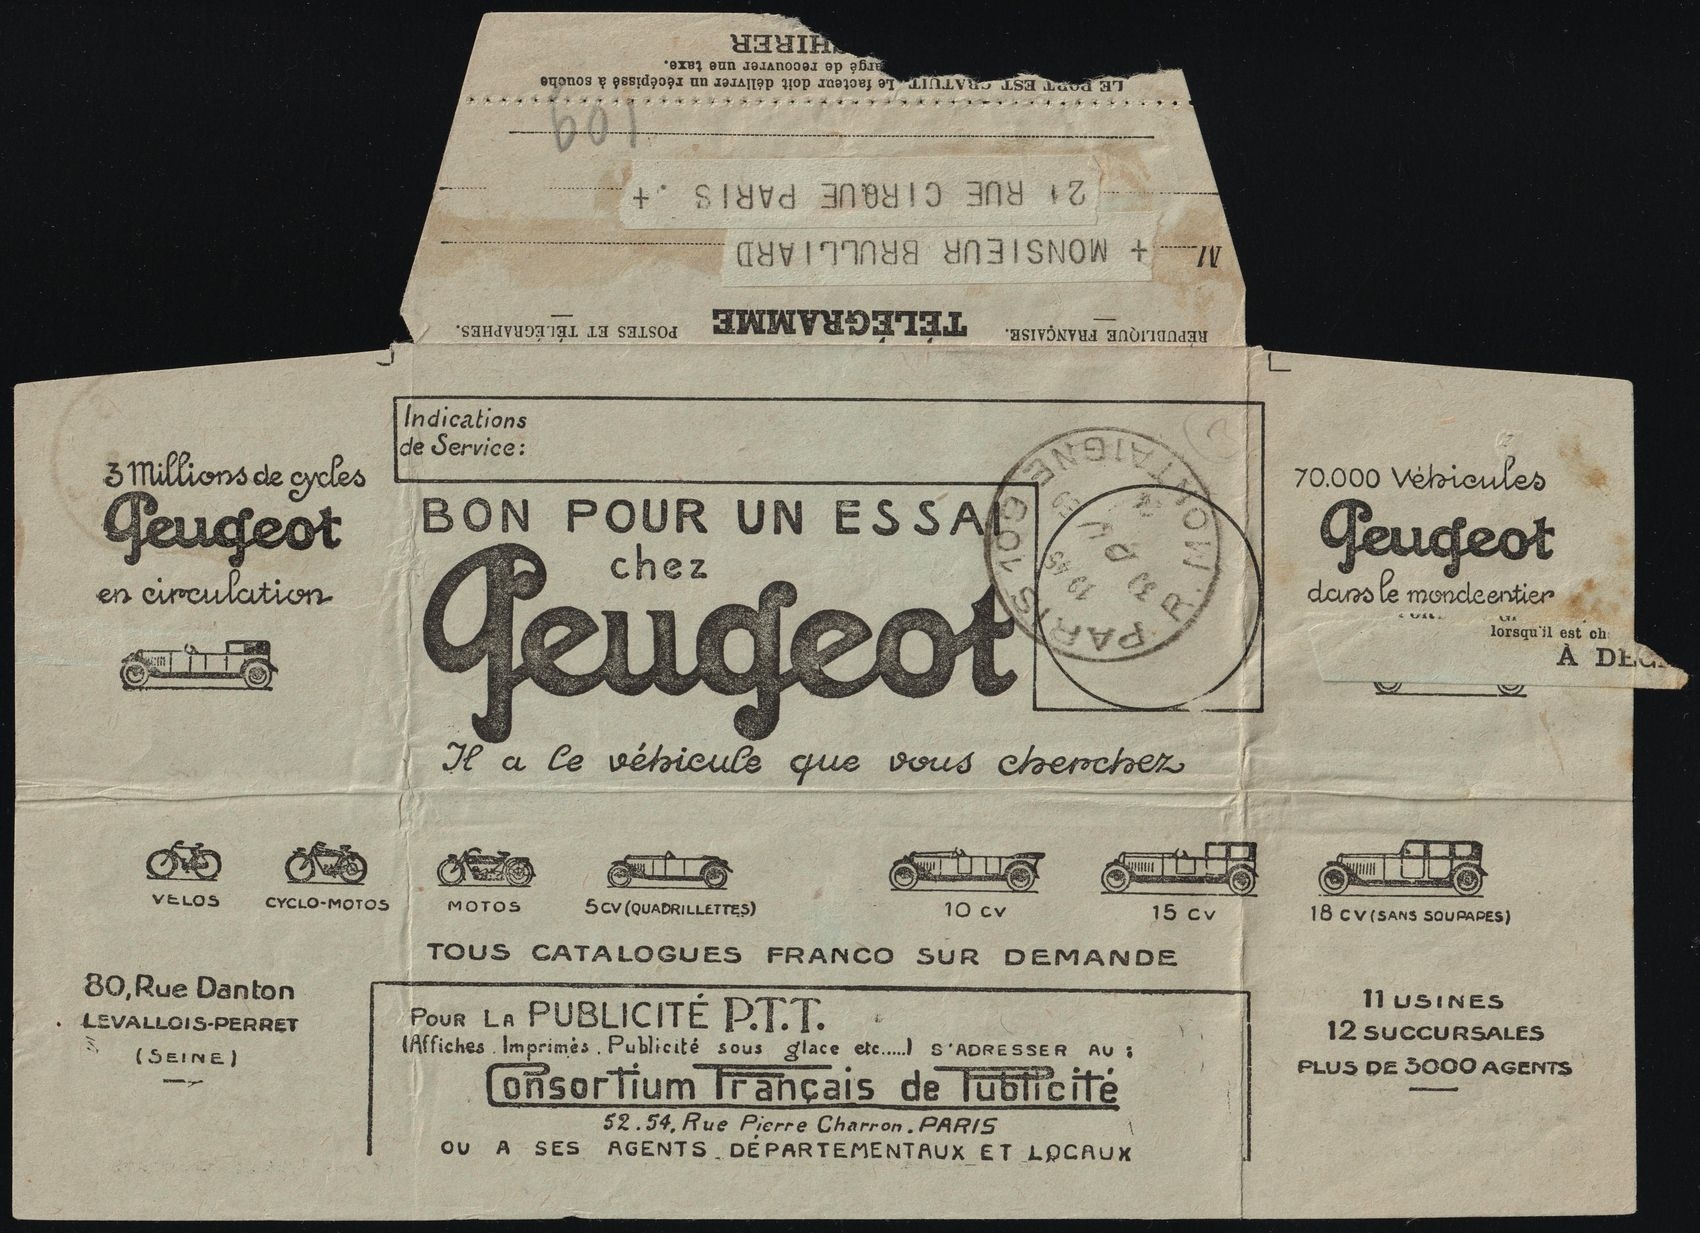 À DÉCHIRER
LE PORT EST GRATUIT. Le facteur doit délivrer un récépissé à souche
lorsqu'il est chargé de recouvrer une taxe.
601
RÉPUBLIQUE FRANÇAISE. TÉLÉGRAMME POSTES ET TÉLÉGRAPHES.
M
+ MONSIEUR BRULLIARD
21 RUE CIRQUE PARIS .+
Indications
de Service:
PARIS 109 R. MONTAIGNE
19 45
3 Millions de cycles
Peugeot
en circulation
BON POUR UN ESSAI
chez
Peugeot
Il a le véhicule que vous cherchez
70.000 Véhicules
Peugeot
dans le monde entier
VELOS
CYCLO-MOTOS
MOTOS
5CV (QUADRILLETTES)
10 CV
15 CV
18 CV (SANS SOUPAPES)
TOUS CATALOGUES FRANCO SUR DEMANDE
80, Rue Danton
LEVALLOIS-PERRET
(SEINE)
POUR LA PUBLICITÉ P.T.T.
(Affiches. Imprimés. Publicité sous glace etc.....) S'ADRESSER AU :
Consortium Français de Publicité
52.54, Rue Pierre Charron. PARIS
OU A SES AGENTS DÉPARTEMENTAUX ET LOCAUX
11 USINES
12 SUCCURSALES
PLUS DE 3000 AGENTS